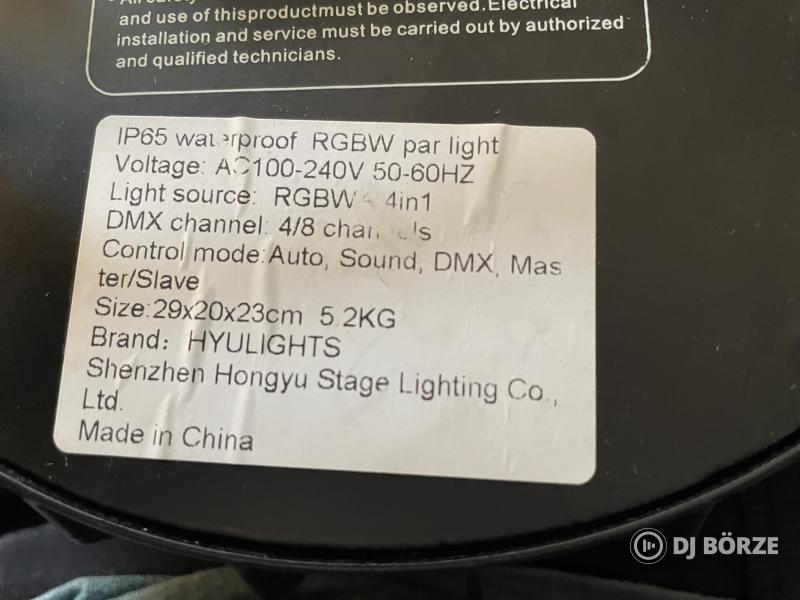 and use of thisproductmust be observed.Electrical
installation and service must be carried out by authorized
and qualified technicians.
IP65 waterproof RGBW par light
Voltage: AC100-240V 50-60HZ
Light source: RGBW - 4in1
DMX channel: 4/8 channels
Control mode:Auto, Sound, DMX, Mas
ter/Slave
Size:29x20x23cm 5.2KG
Brand: HYULIGHTS
Shenzhen Hongyu Stage Lighting Co.,
Ltd.
Made in China
DJ BÖRZE